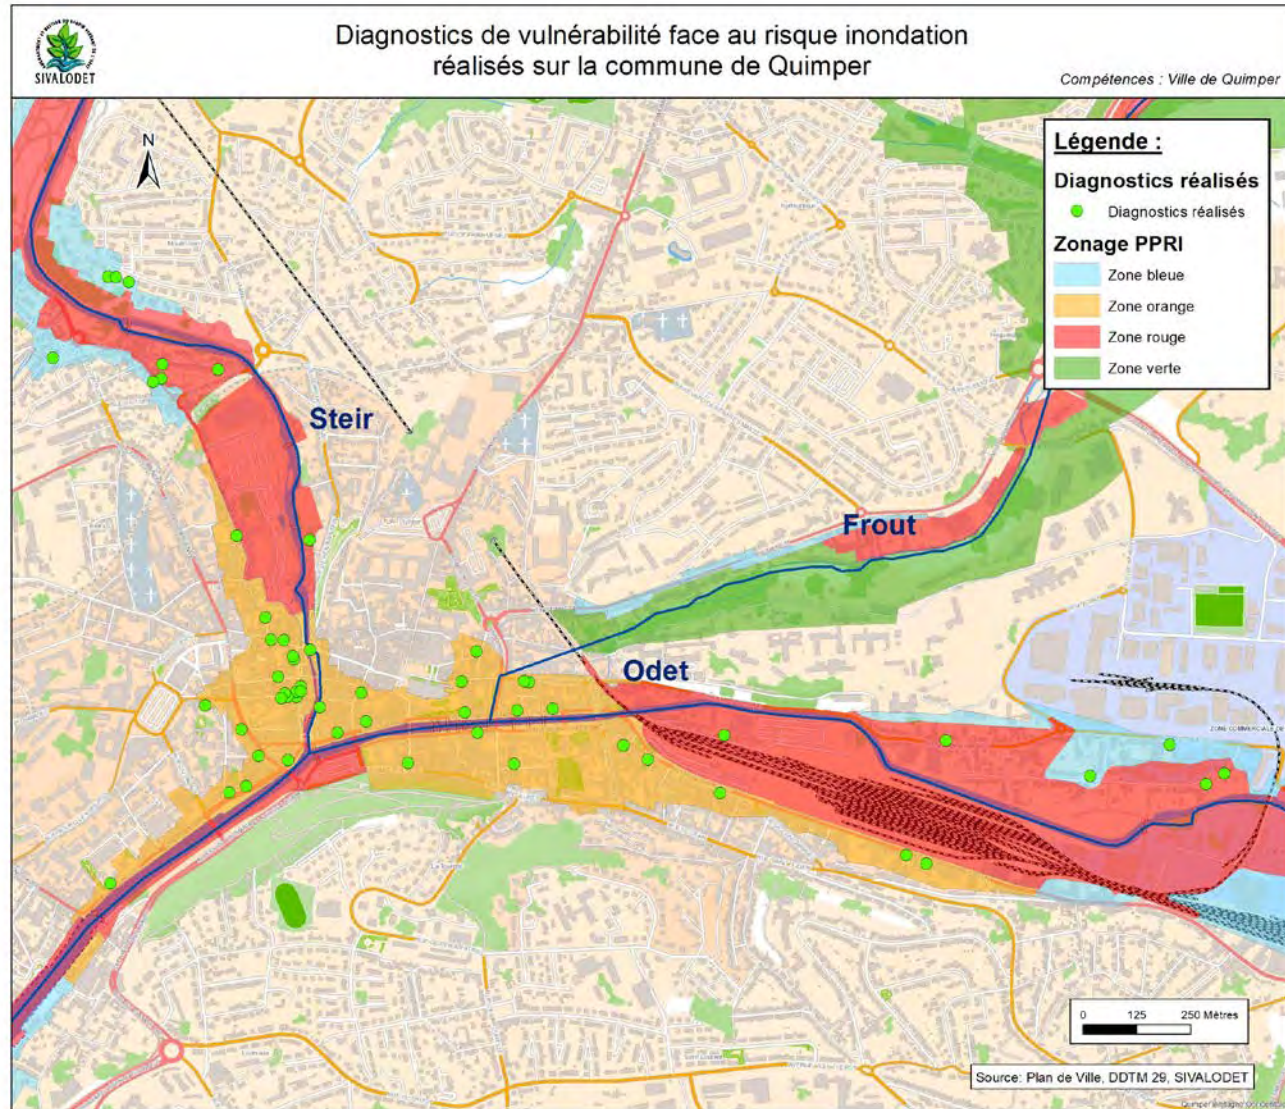 SIVALODET
Diagnostics de vulnérabilité face au risque inondation
réalisés sur la commune de Quimper
Compétences : Ville de Quimper
N
Légende :
Diagnostics réalisés
Diagnostics réalisés
Zonage PPRI
Zone bleue
Zone orange
Zone rouge
Zone verte
Steir
Frout
Odet
0 125 250 Mètres
Source: Plan de Ville, DDTM 29, SIVALODET